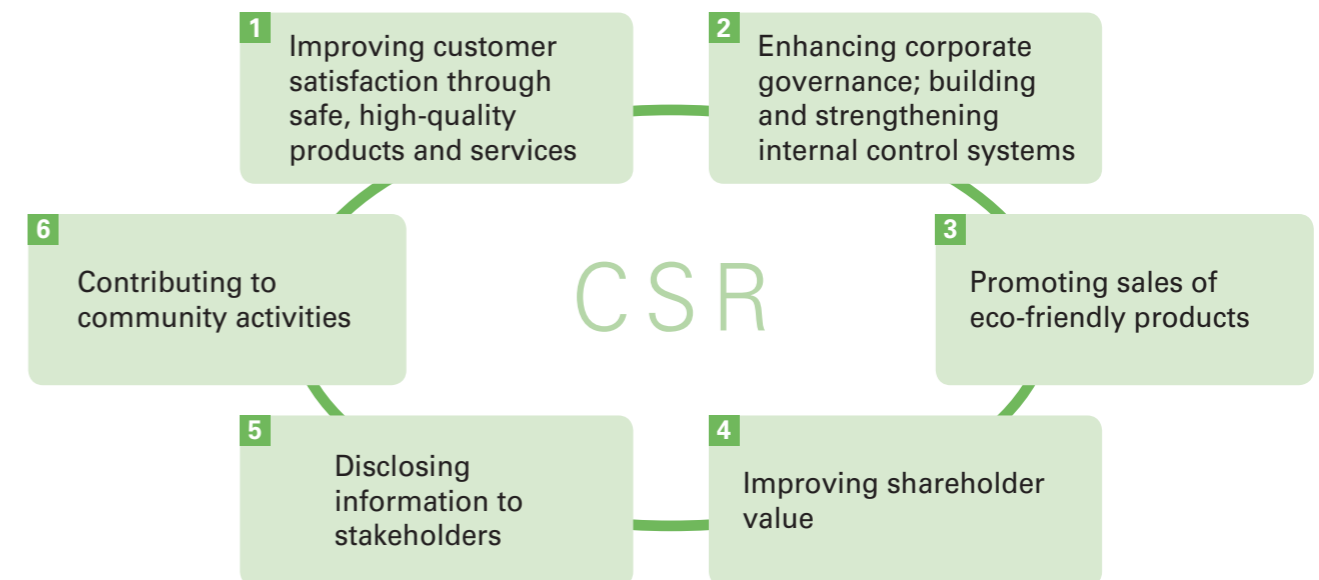 1
Improving customer
satisfaction through
safe, high-quality
products and services
2
Enhancing corporate
governance; building
and strengthening
internal control systems
3
Promoting sales of
eco-friendly products
4
Improving shareholder
value
5
Disclosing
information to
stakeholders
6
Contributing to
community activities
CSR